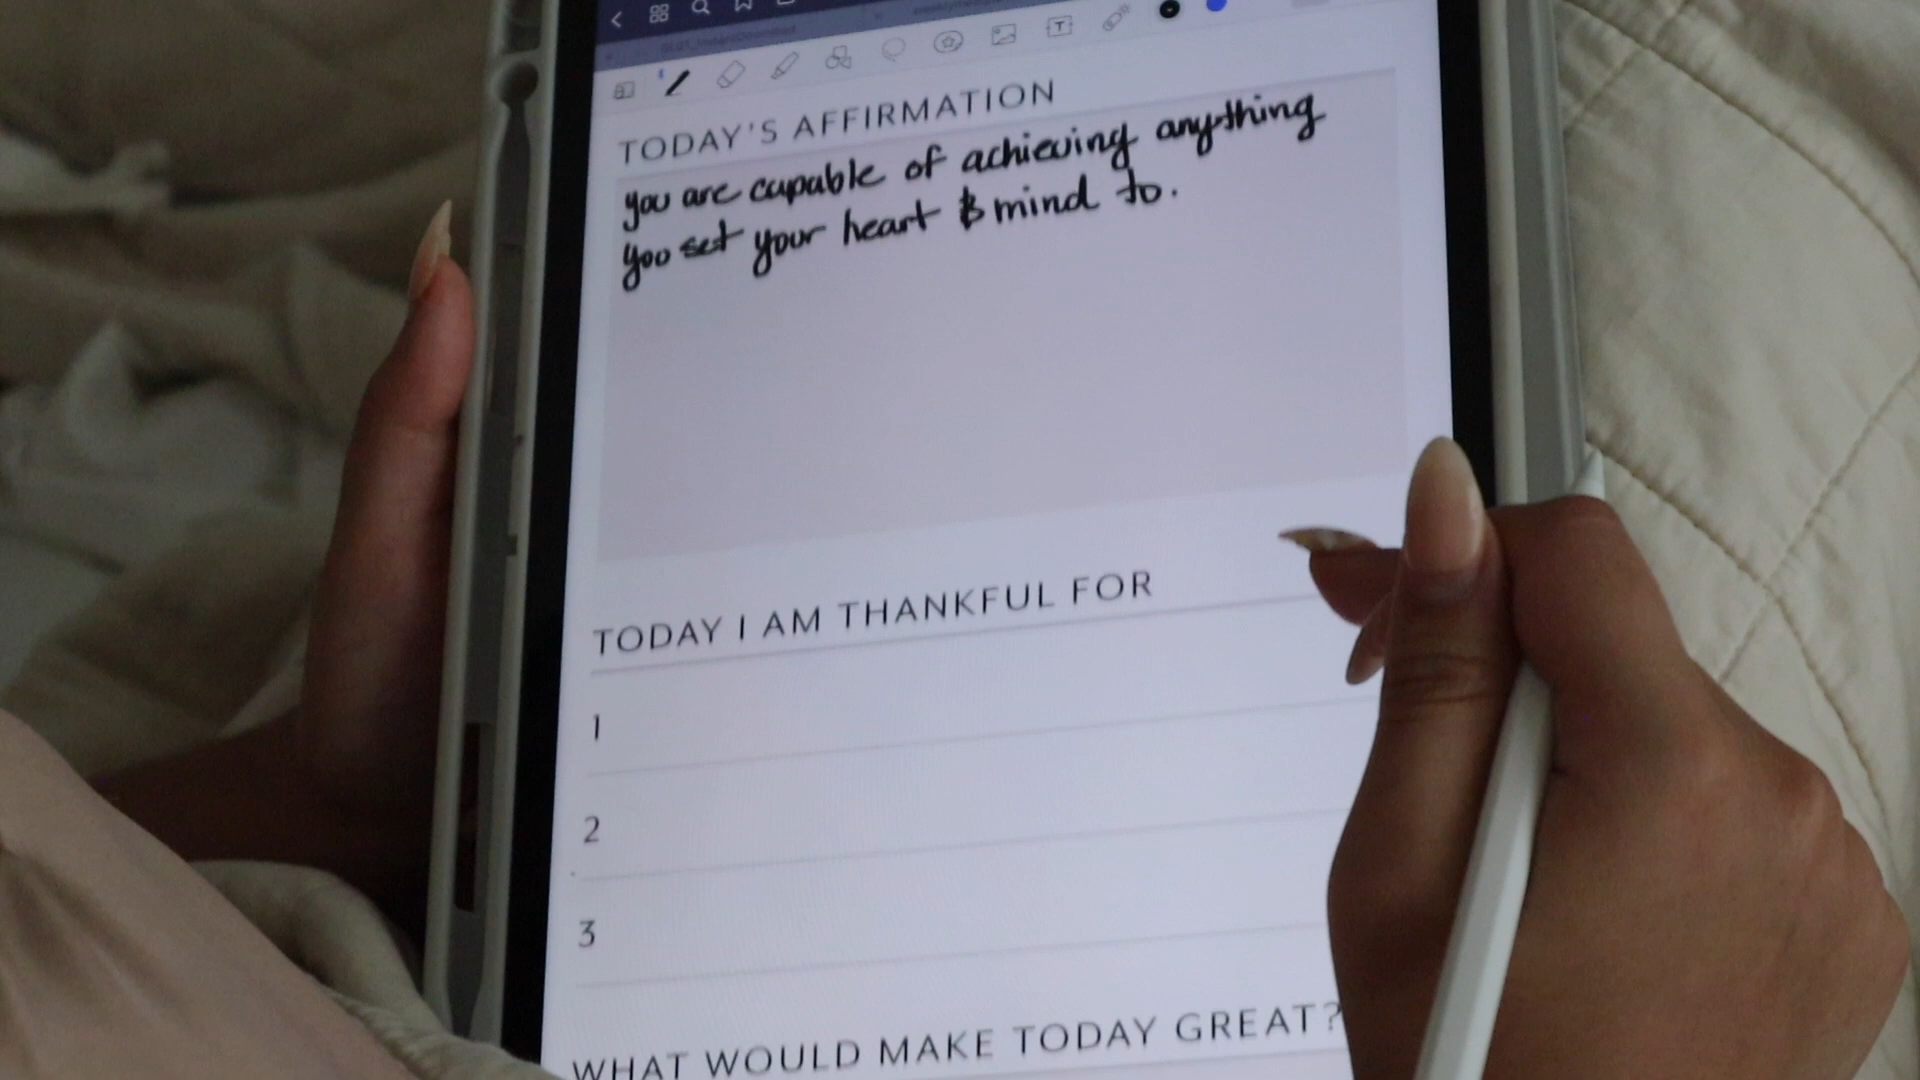 TODAY'S AFFIRMATION
you are capable of achieving anything
you set your heart & mind to.
TODAY I AM THANKFUL FOR
1
2
3
WHAT WOULD MAKE TODAY GREAT?